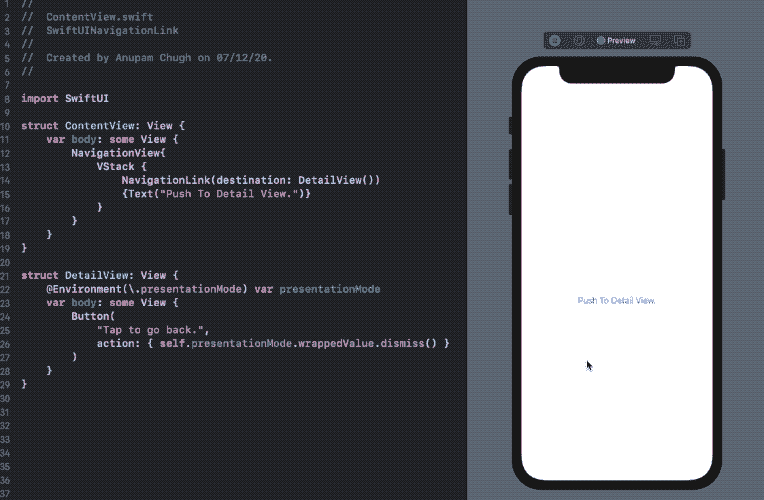 1 //
2 //  ContentView.swift
3 //  SwiftUINavigationLink
4 //
5 //  Created by Anupam Chugh on 07/12/20.
6 //
7
8 import SwiftUI
9
10 struct ContentView: View {
11     var body: some View {
12         NavigationView{
13             VStack {
14                 NavigationLink(destination: DetailView())
15                 {Text("Push To Detail View.")}
16             }
17         }
18     }
19 }
20
21 struct DetailView: View {
22     @Environment(\.presentationMode) var presentationMode
23     var body: some View {
24         Button(
25             "Tap to go back.",
26             action: { self.presentationMode.wrappedValue.dismiss() }
27         )
28     }
29 }
30
31
32
33
34
35
36
37
Preview
Push To Detail View.